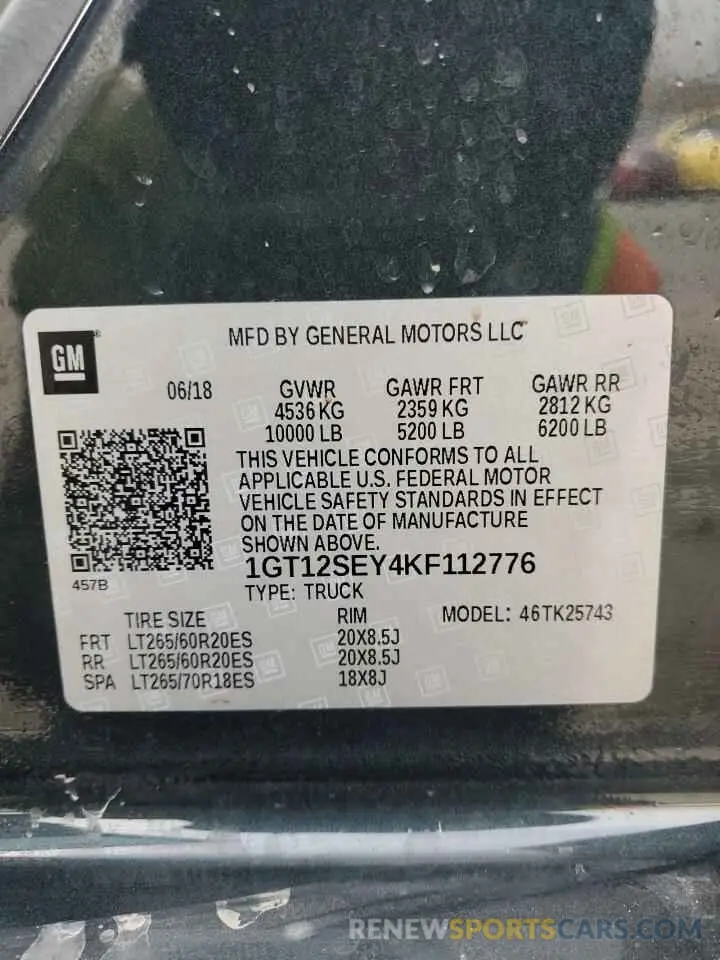 MFD BY GENERAL MOTORS LLC
GM
06/18 GVWR GAWR FRT GAWR RR
4536 KG 2359 KG 2812 KG
10000 LB 5200 LB 6200 LB
THIS VEHICLE CONFORMS TO ALL
APPLICABLE U.S. FEDERAL MOTOR
VEHICLE SAFETY STANDARDS IN EFFECT
ON THE DATE OF MANUFACTURE
SHOWN ABOVE.
1GT12SEY4KF112776
457B
TYPE: TRUCK
TIRE SIZE RIM MODEL: 46TK25743
FRT LT265/60R20ES 20X8.5J
RR LT265/60R20ES 20X8.5J
SPA LT265/70R18ES 18X8J
RENEWSPORTSCARS.COM